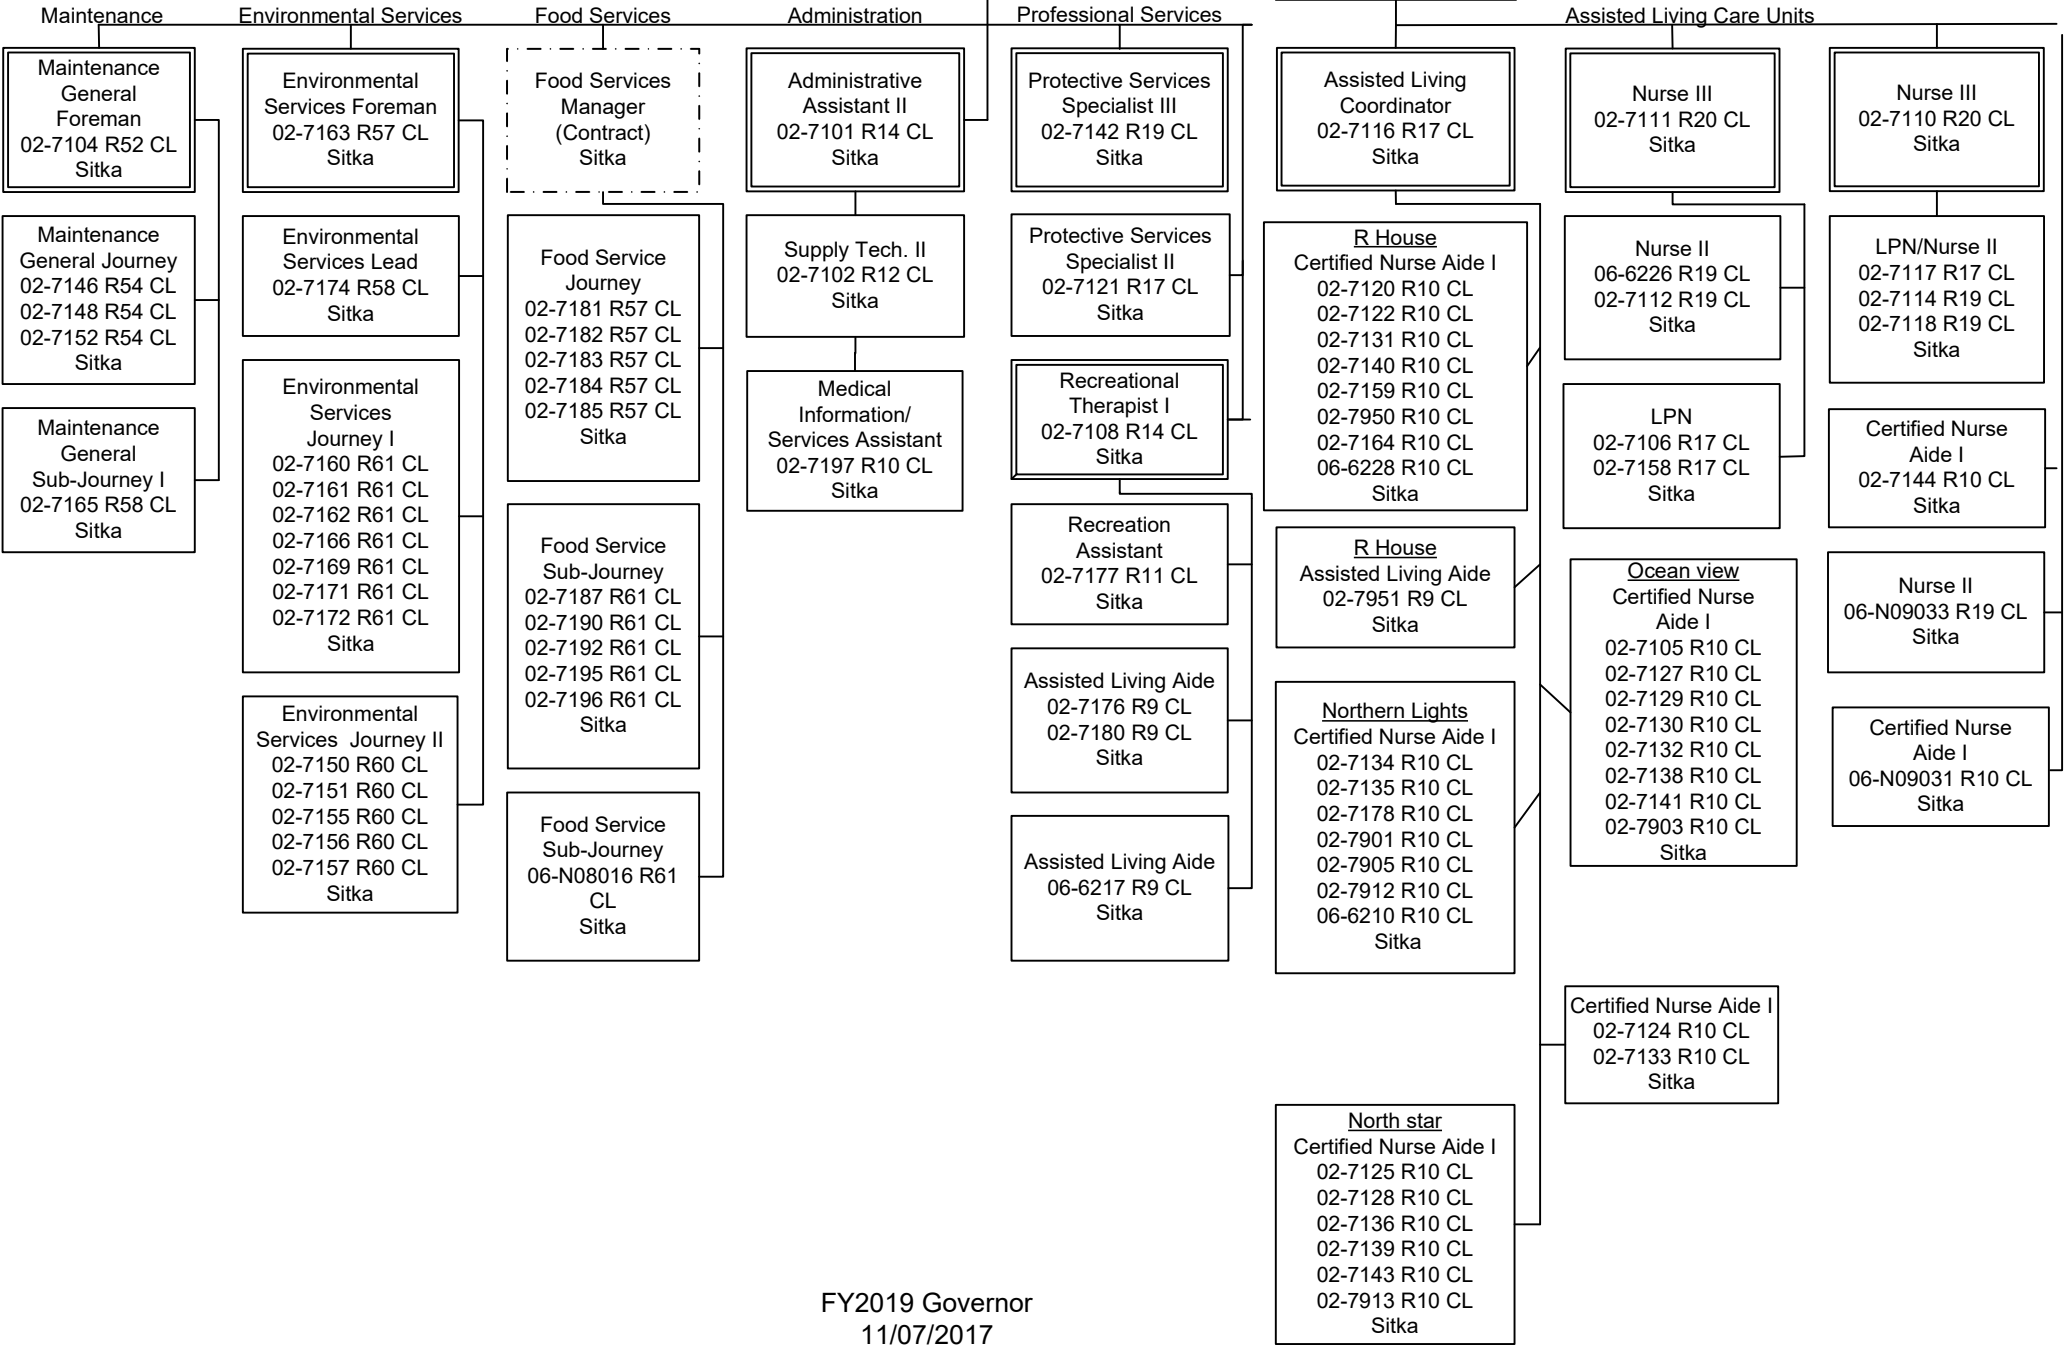 Maintenance
Environmental Services
Food Services
Administration
Professional Services
Assisted Living Care Units
Maintenance
General
Foreman
02-7104 R52 CL
Sitka
Maintenance
General Journey
02-7146 R54 CL
02-7148 R54 CL
02-7152 R54 CL
Sitka
Maintenance
General
Sub-Journey I
02-7165 R58 CL
Sitka
Environmental
Services Foreman
02-7163 R57 CL
Sitka
Environmental
Services Lead
02-7174 R58 CL
Sitka
Environmental
Services
Journey I
02-7160 R61 CL
02-7161 R61 CL
02-7162 R61 CL
02-7166 R61 CL
02-7169 R61 CL
02-7171 R61 CL
02-7172 R61 CL
Sitka
Environmental
Services Journey II
02-7150 R60 CL
02-7151 R60 CL
02-7155 R60 CL
02-7156 R60 CL
02-7157 R60 CL
Sitka
Food Services
Manager
(Contract)
Sitka
Food Service
Journey
02-7181 R57 CL
02-7182 R57 CL
02-7183 R57 CL
02-7184 R57 CL
02-7185 R57 CL
Sitka
Food Service
Sub-Journey
02-7187 R61 CL
02-7190 R61 CL
02-7192 R61 CL
02-7195 R61 CL
02-7196 R61 CL
Sitka
Food Service
Sub-Journey
06-N08016 R61
CL
Sitka
Administrative
Assistant II
02-7101 R14 CL
Sitka
Supply Tech. II
02-7102 R12 CL
Sitka
Medical
Information/
Services Assistant
02-7197 R10 CL
Sitka
Protective Services
Specialist III
02-7142 R19 CL
Sitka
Protective Services
Specialist II
02-7121 R17 CL
Sitka
Recreational
Therapist I
02-7108 R14 CL
Sitka
Recreation
Assistant
02-7177 R11 CL
Sitka
Assisted Living Aide
02-7176 R9 CL
02-7180 R9 CL
Sitka
Assisted Living Aide
06-6217 R9 CL
Sitka
Assisted Living
Coordinator
02-7116 R17 CL
Sitka
R House
Certified Nurse Aide I
02-7120 R10 CL
02-7122 R10 CL
02-7131 R10 CL
02-7140 R10 CL
02-7159 R10 CL
02-7950 R10 CL
02-7164 R10 CL
06-6228 R10 CL
Sitka
R House
Assisted Living Aide
02-7951 R9 CL
Sitka
Northern Lights
Certified Nurse Aide I
02-7134 R10 CL
02-7135 R10 CL
02-7178 R10 CL
02-7901 R10 CL
02-7905 R10 CL
02-7912 R10 CL
06-6210 R10 CL
Sitka
North star
Certified Nurse Aide I
02-7125 R10 CL
02-7128 R10 CL
02-7136 R10 CL
02-7139 R10 CL
02-7143 R10 CL
02-7913 R10 CL
Sitka
Nurse III
02-7111 R20 CL
Sitka
Nurse II
06-6226 R19 CL
02-7112 R19 CL
Sitka
LPN
02-7106 R17 CL
02-7158 R17 CL
Sitka
Ocean view
Certified Nurse
Aide I
02-7105 R10 CL
02-7127 R10 CL
02-7129 R10 CL
02-7130 R10 CL
02-7132 R10 CL
02-7138 R10 CL
02-7141 R10 CL
02-7903 R10 CL
Sitka
Certified Nurse Aide I
02-7124 R10 CL
02-7133 R10 CL
Sitka
Nurse III
02-7110 R20 CL
Sitka
LPN/Nurse II
02-7117 R17 CL
02-7114 R19 CL
02-7118 R19 CL
Sitka
Certified Nurse
Aide I
02-7144 R10 CL
Sitka
Nurse II
06-N09033 R19 CL
Sitka
Certified Nurse
Aide I
06-N09031 R10 CL
Sitka
FY2019 Governor
11/07/2017